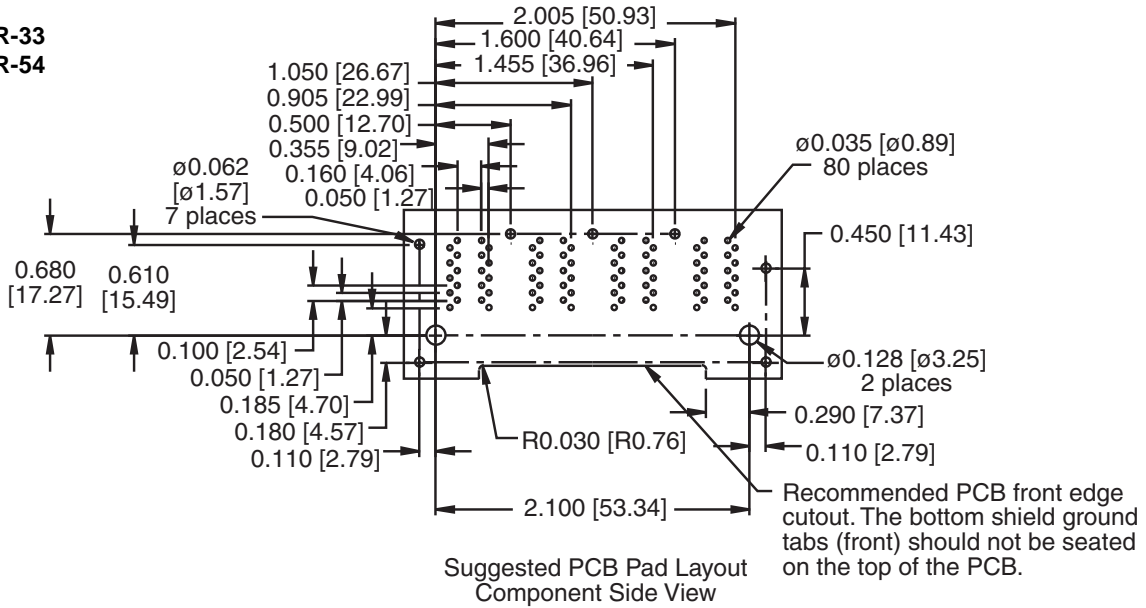 R-33
R-54
2.005 [50.93]
1.600 [40.64]
1.455 [36.96]
1.050 [26.67]
0.905 [22.99]
0.500 [12.70]
0.355 [9.02]
0.160 [4.06]
0.050 [1.27]
ø0.062
[ø1.57]
7 places
ø0.035 [ø0.89]
80 places
0.450 [11.43]
0.680
[17.27]
0.610
[15.49]
0.100 [2.54]
0.050 [1.27]
0.185 [4.70]
0.180 [4.57]
0.110 [2.79]
ø0.128 [ø3.25]
2 places
0.290 [7.37]
0.110 [2.79]
R0.030 [R0.76]
2.100 [53.34]
Recommended PCB front edge
cutout. The bottom shield ground
tabs (front) should not be seated
on the top of the PCB.
Suggested PCB Pad Layout
Component Side View